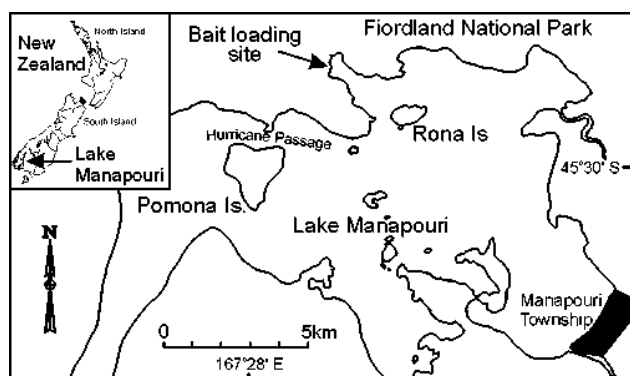 New
Zealand
North Island
South Island
Lake
Manapouri
Fiordland National Park
Bait loading
site
Hurricane Passage
Rona Is
45°30' S
Pomona Is.
Lake Manapouri
N
Manapouri
Township
0 5km
167°28' E